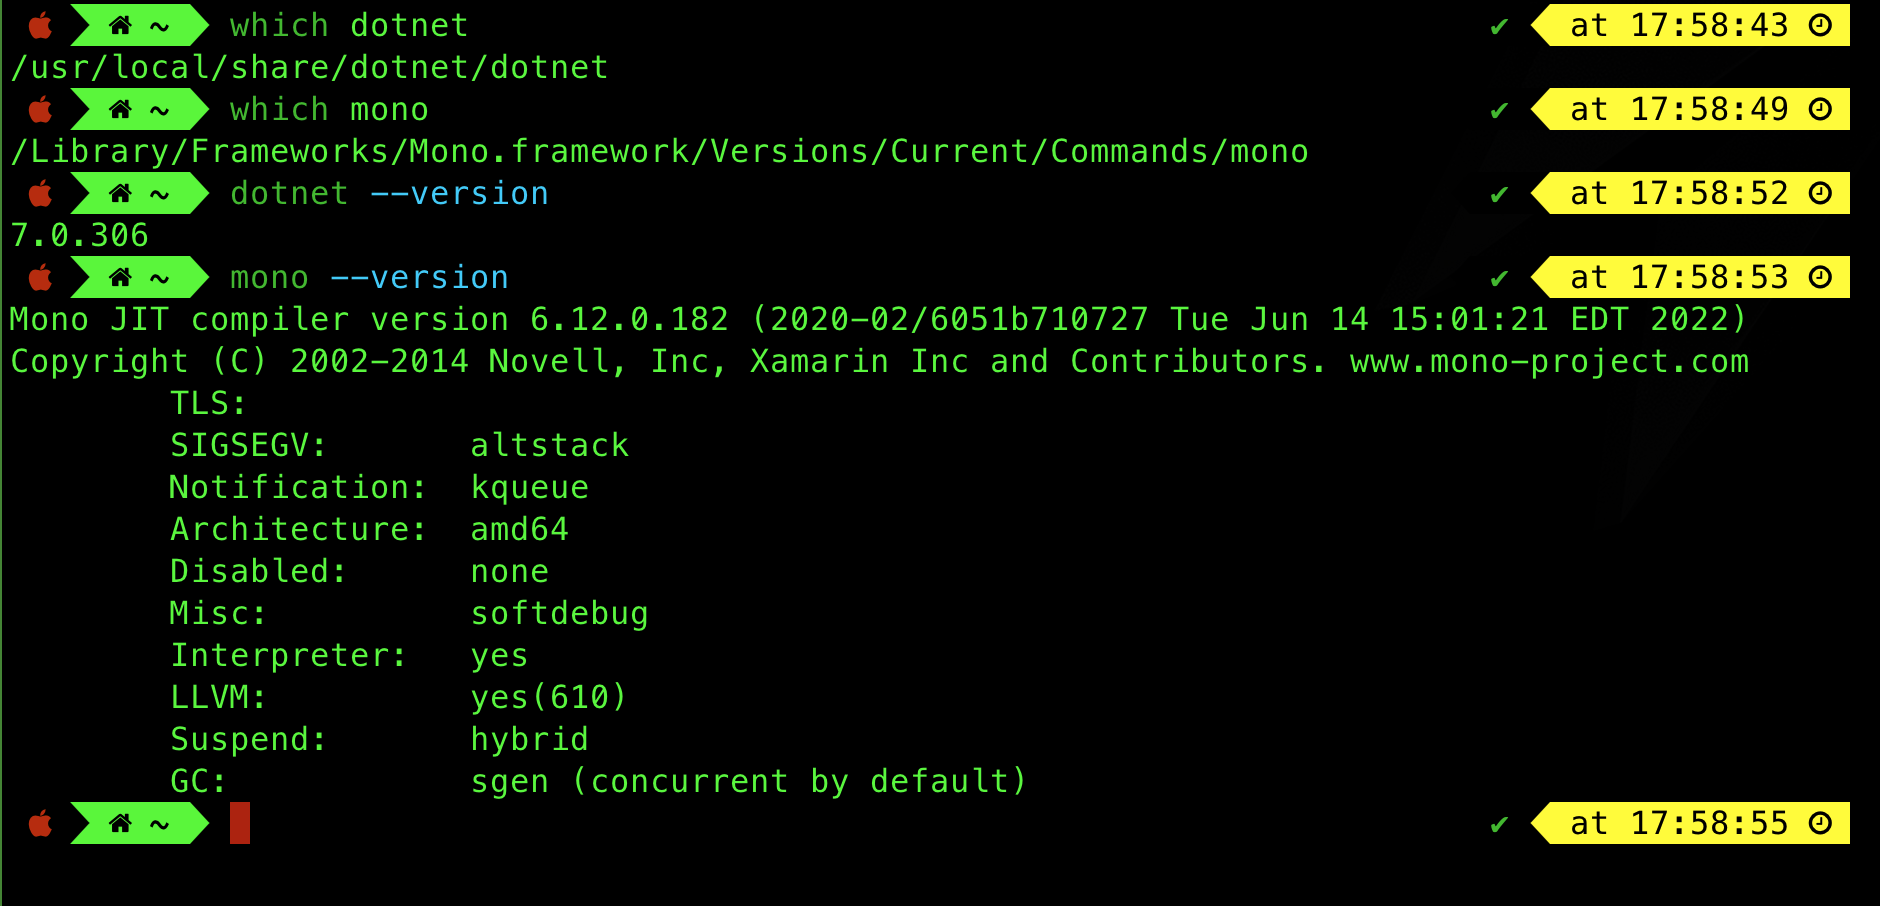 ~ which dotnet ✔ at 17:58:43
/usr/local/share/dotnet/dotnet
~ which mono ✔ at 17:58:49
/Library/Frameworks/Mono.framework/Versions/Current/Commands/mono
~ dotnet --version ✔ at 17:58:52
7.0.306
~ mono --version ✔ at 17:58:53
Mono JIT compiler version 6.12.0.182 (2020-02/6051b710727 Tue Jun 14 15:01:21 EDT 2022)
Copyright (C) 2002-2014 Novell, Inc, Xamarin Inc and Contributors. www.mono-project.com
TLS:
SIGSEGV: altstack
Notification: kqueue
Architecture: amd64
Disabled: none
Misc: softdebug
Interpreter: yes
LLVM: yes(610)
Suspend: hybrid
GC: sgen (concurrent by default)
~ ✔ at 17:58:55